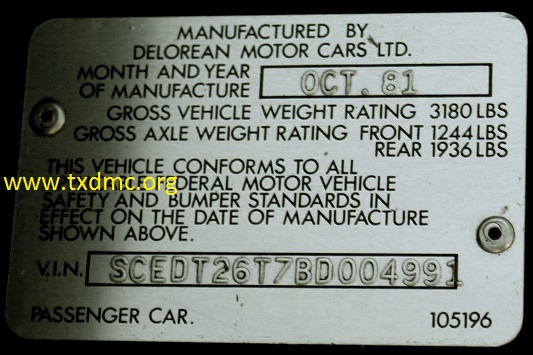 MANUFACTURED BY
DELOREAN MOTOR CARS LTD.
MONTH AND YEAR
OF MANUFACTURE OCT. 81
GROSS VEHICLE WEIGHT RATING 3180 LBS
GROSS AXLE WEIGHT RATING FRONT 1244 LBS
REAR 1936 LBS
THIS VEHICLE CONFORMS TO ALL
www.txdmc.org FEDERAL MOTOR VEHICLE
SAFETY AND BUMPER STANDARDS IN
EFFECT ON THE DATE OF MANUFACTURE
SHOWN ABOVE.
V.I.N. SCEDT26T7BD004991
PASSENGER CAR. 105196